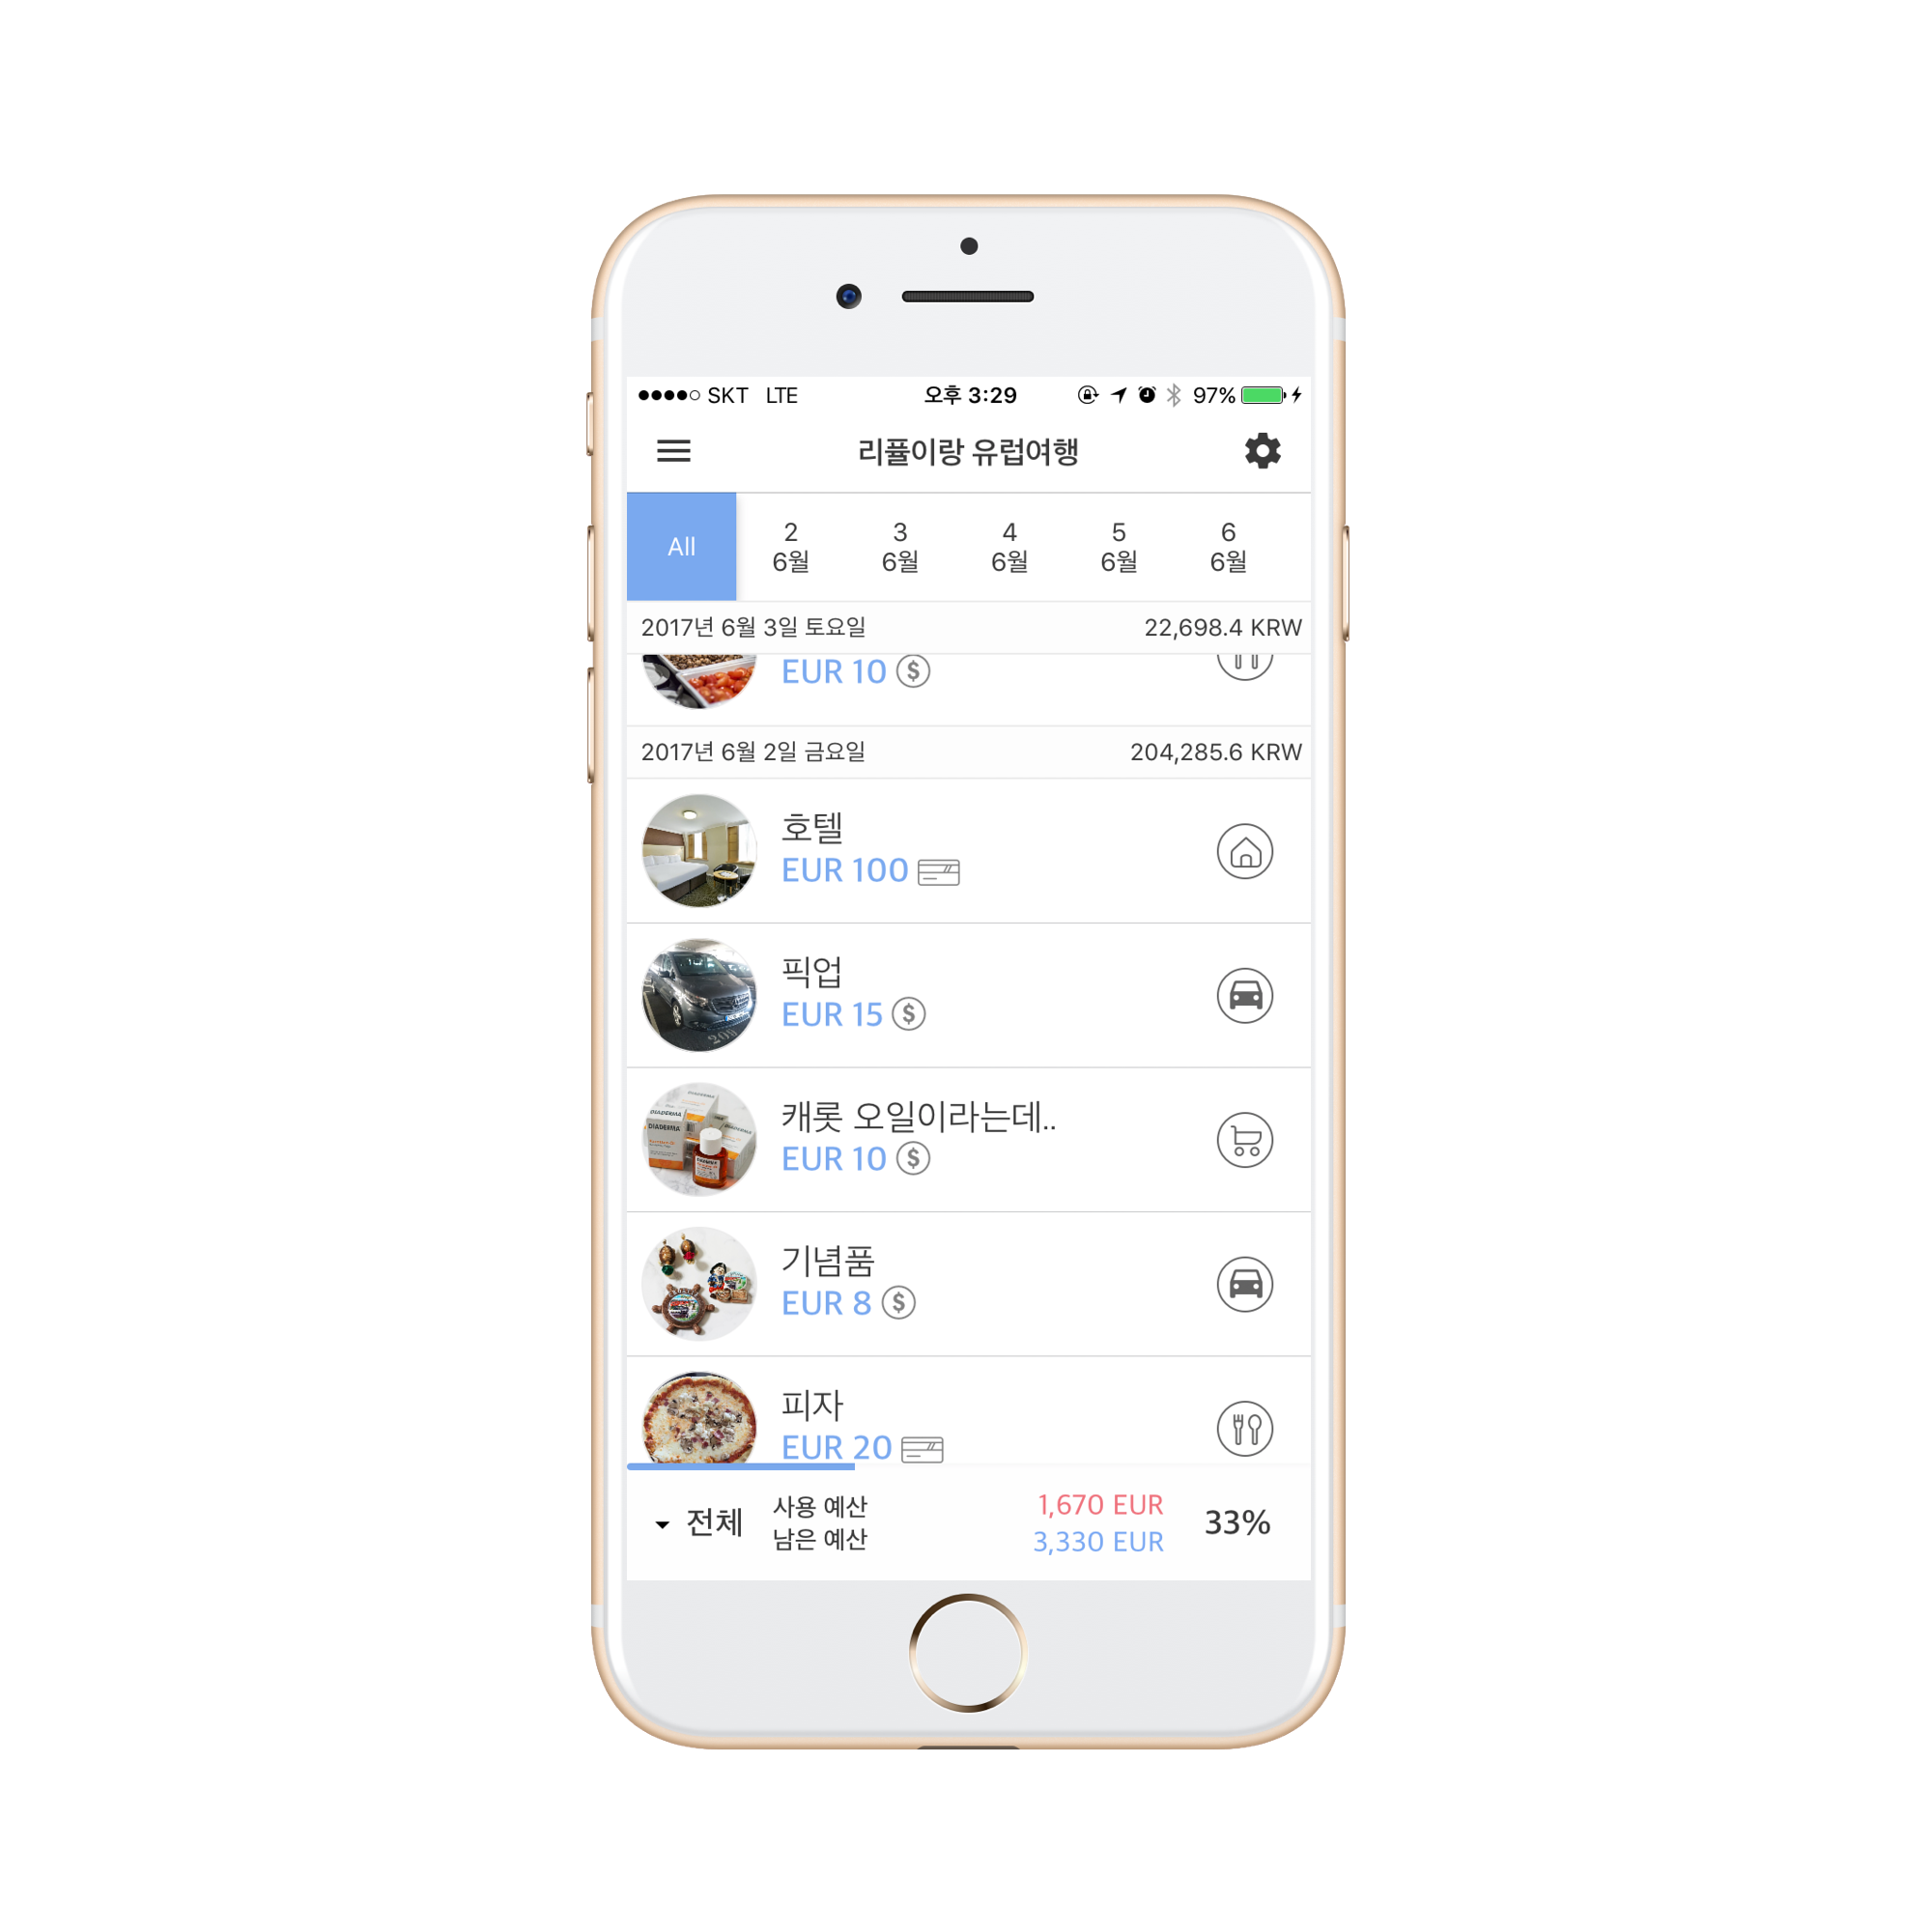 SKT LTE 오후 3:29 97%
리퓰이랑 유럽여행
All
2
6월
3
6월
4
6월
5
6월
6
6월
2017년 6월 3일 토요일 22,698.4 KRW
EUR 10 $
2017년 6월 2일 금요일 204,285.6 KRW
호텔
EUR 100
픽업
EUR 15 $
캐롯 오일이라는데..
EUR 10 $
DIADERMA
DIADERMA
DIADERMA
기념품
EUR 8 $
피자
EUR 20
전체
사용 예산 1,670 EUR
남은 예산 3,330 EUR
33%